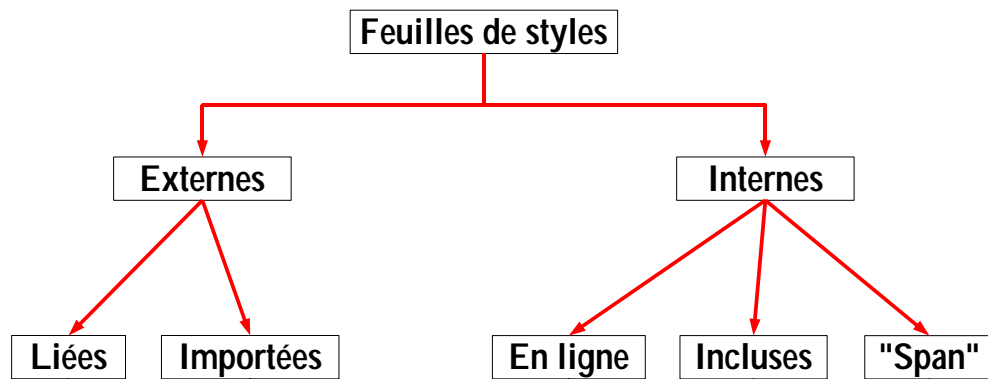 Feuilles de styles
Externes
Internes
Liées
Importées
En ligne
Incluses
"Span"